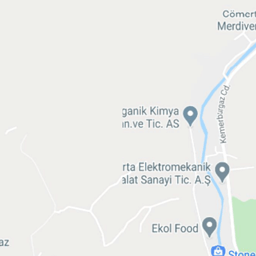 Cömert
Merdiven
ganik Kimya
n.ve Tic. AS
Kemerburgaz Cd.
rta Elektromekanik
alat Sanayi Tic. A.Ş
Ekol Food
az
Stone